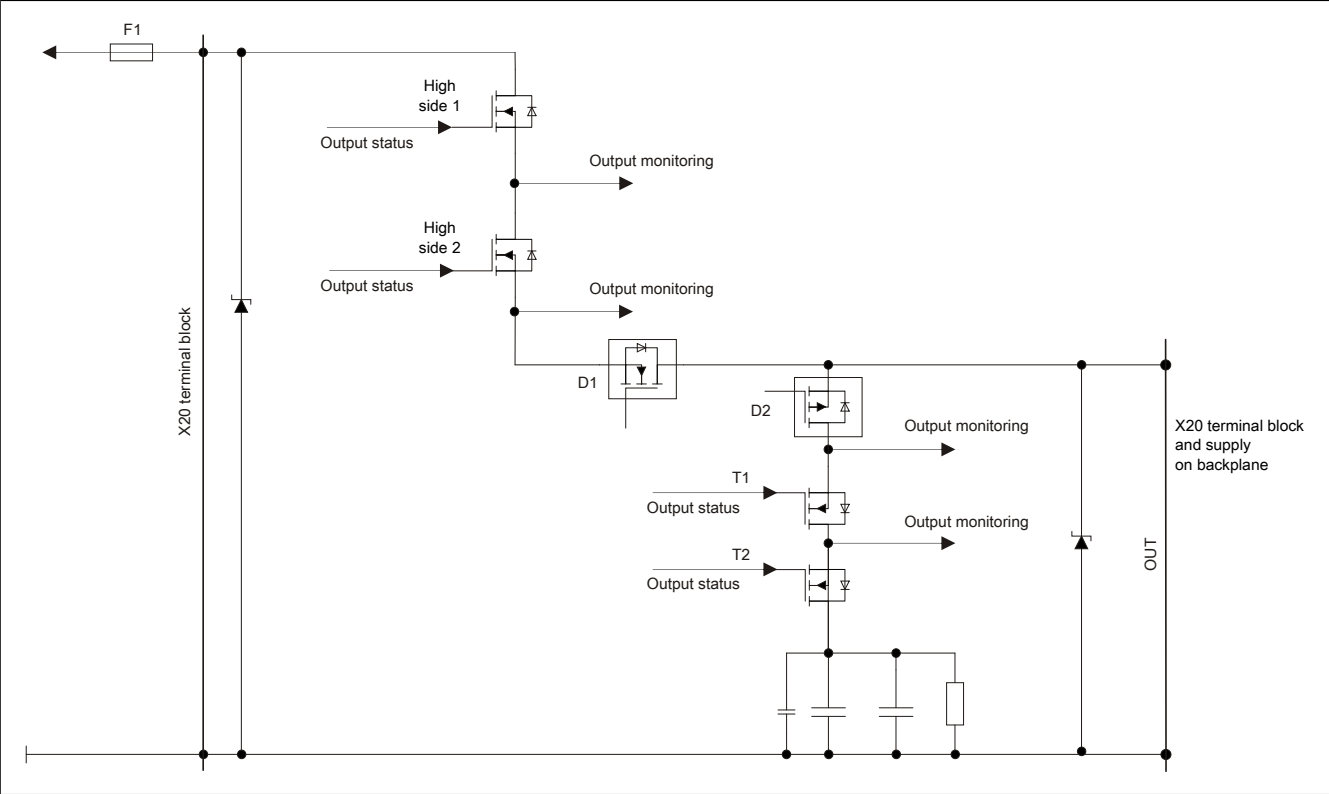 F1
High
side 1
Output status
Output monitoring
High
side 2
Output status
Output monitoring
X20 terminal block
D1
D2
Output monitoring
X20 terminal block
and supply
on backplane
T1
Output status
Output monitoring
T2
Output status
OUT